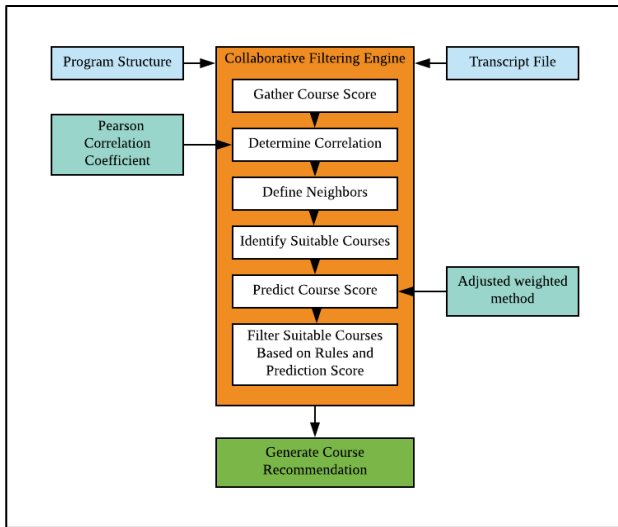 Program Structure
Collaborative Filtering Engine
Transcript File
Gather Course Score
Pearson
Correlation
Coefficient
Determine Correlation
Define Neighbors
Identify Suitable Courses
Predict Course Score
Adjusted weighted
method
Filter Suitable Courses
Based on Rules and
Prediction Score
Generate Course
Recommendation